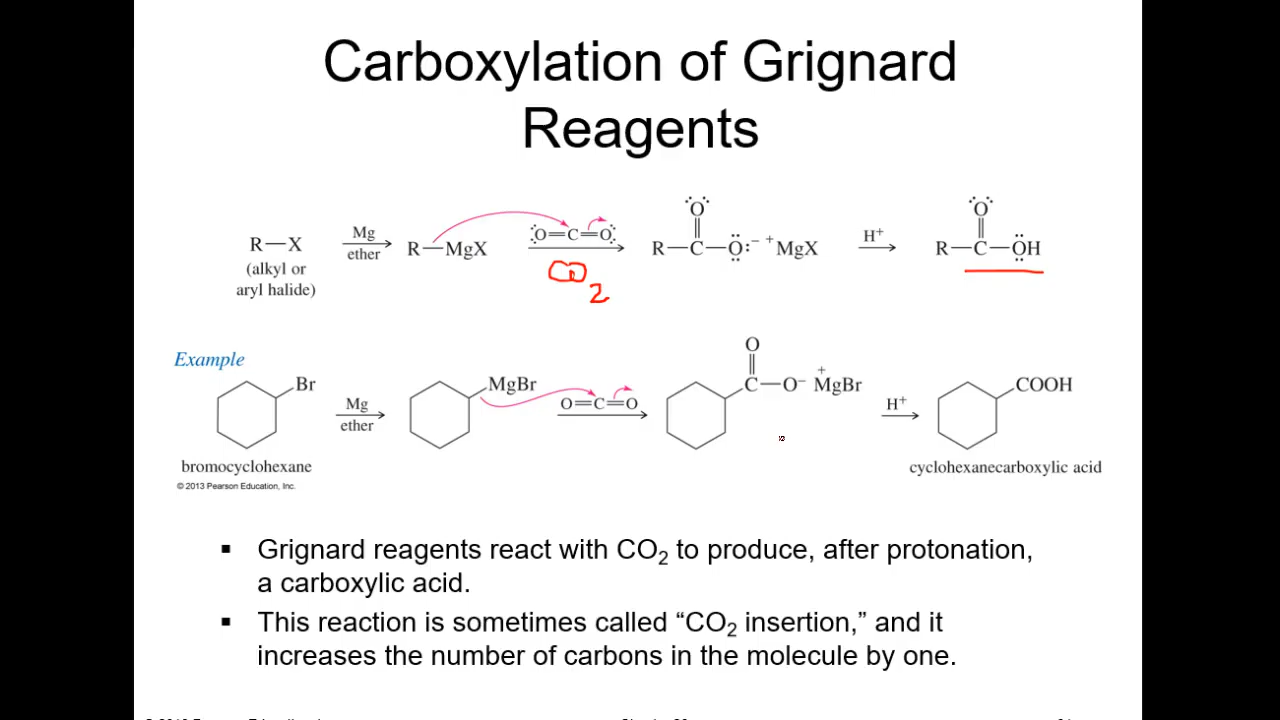 Carboxylation of Grignard
Reagents
R—X
(alkyl or
aryl halide)
Mg
ether
R—MgX
O=C=O
CO2
O
R—C—O:⁻ ⁺MgX
H⁺
O
R—C—OH
Example
Br
bromocyclohexane
© 2013 Pearson Education, Inc.
Mg
ether
MgBr
O=C=O
O
C—O⁻ MgBr
+
H⁺
COOH
cyclohexanecarboxylic acid
▪ Grignard reagents react with CO₂ to produce, after protonation,
a carboxylic acid.
▪ This reaction is sometimes called “CO₂ insertion,” and it
increases the number of carbons in the molecule by one.